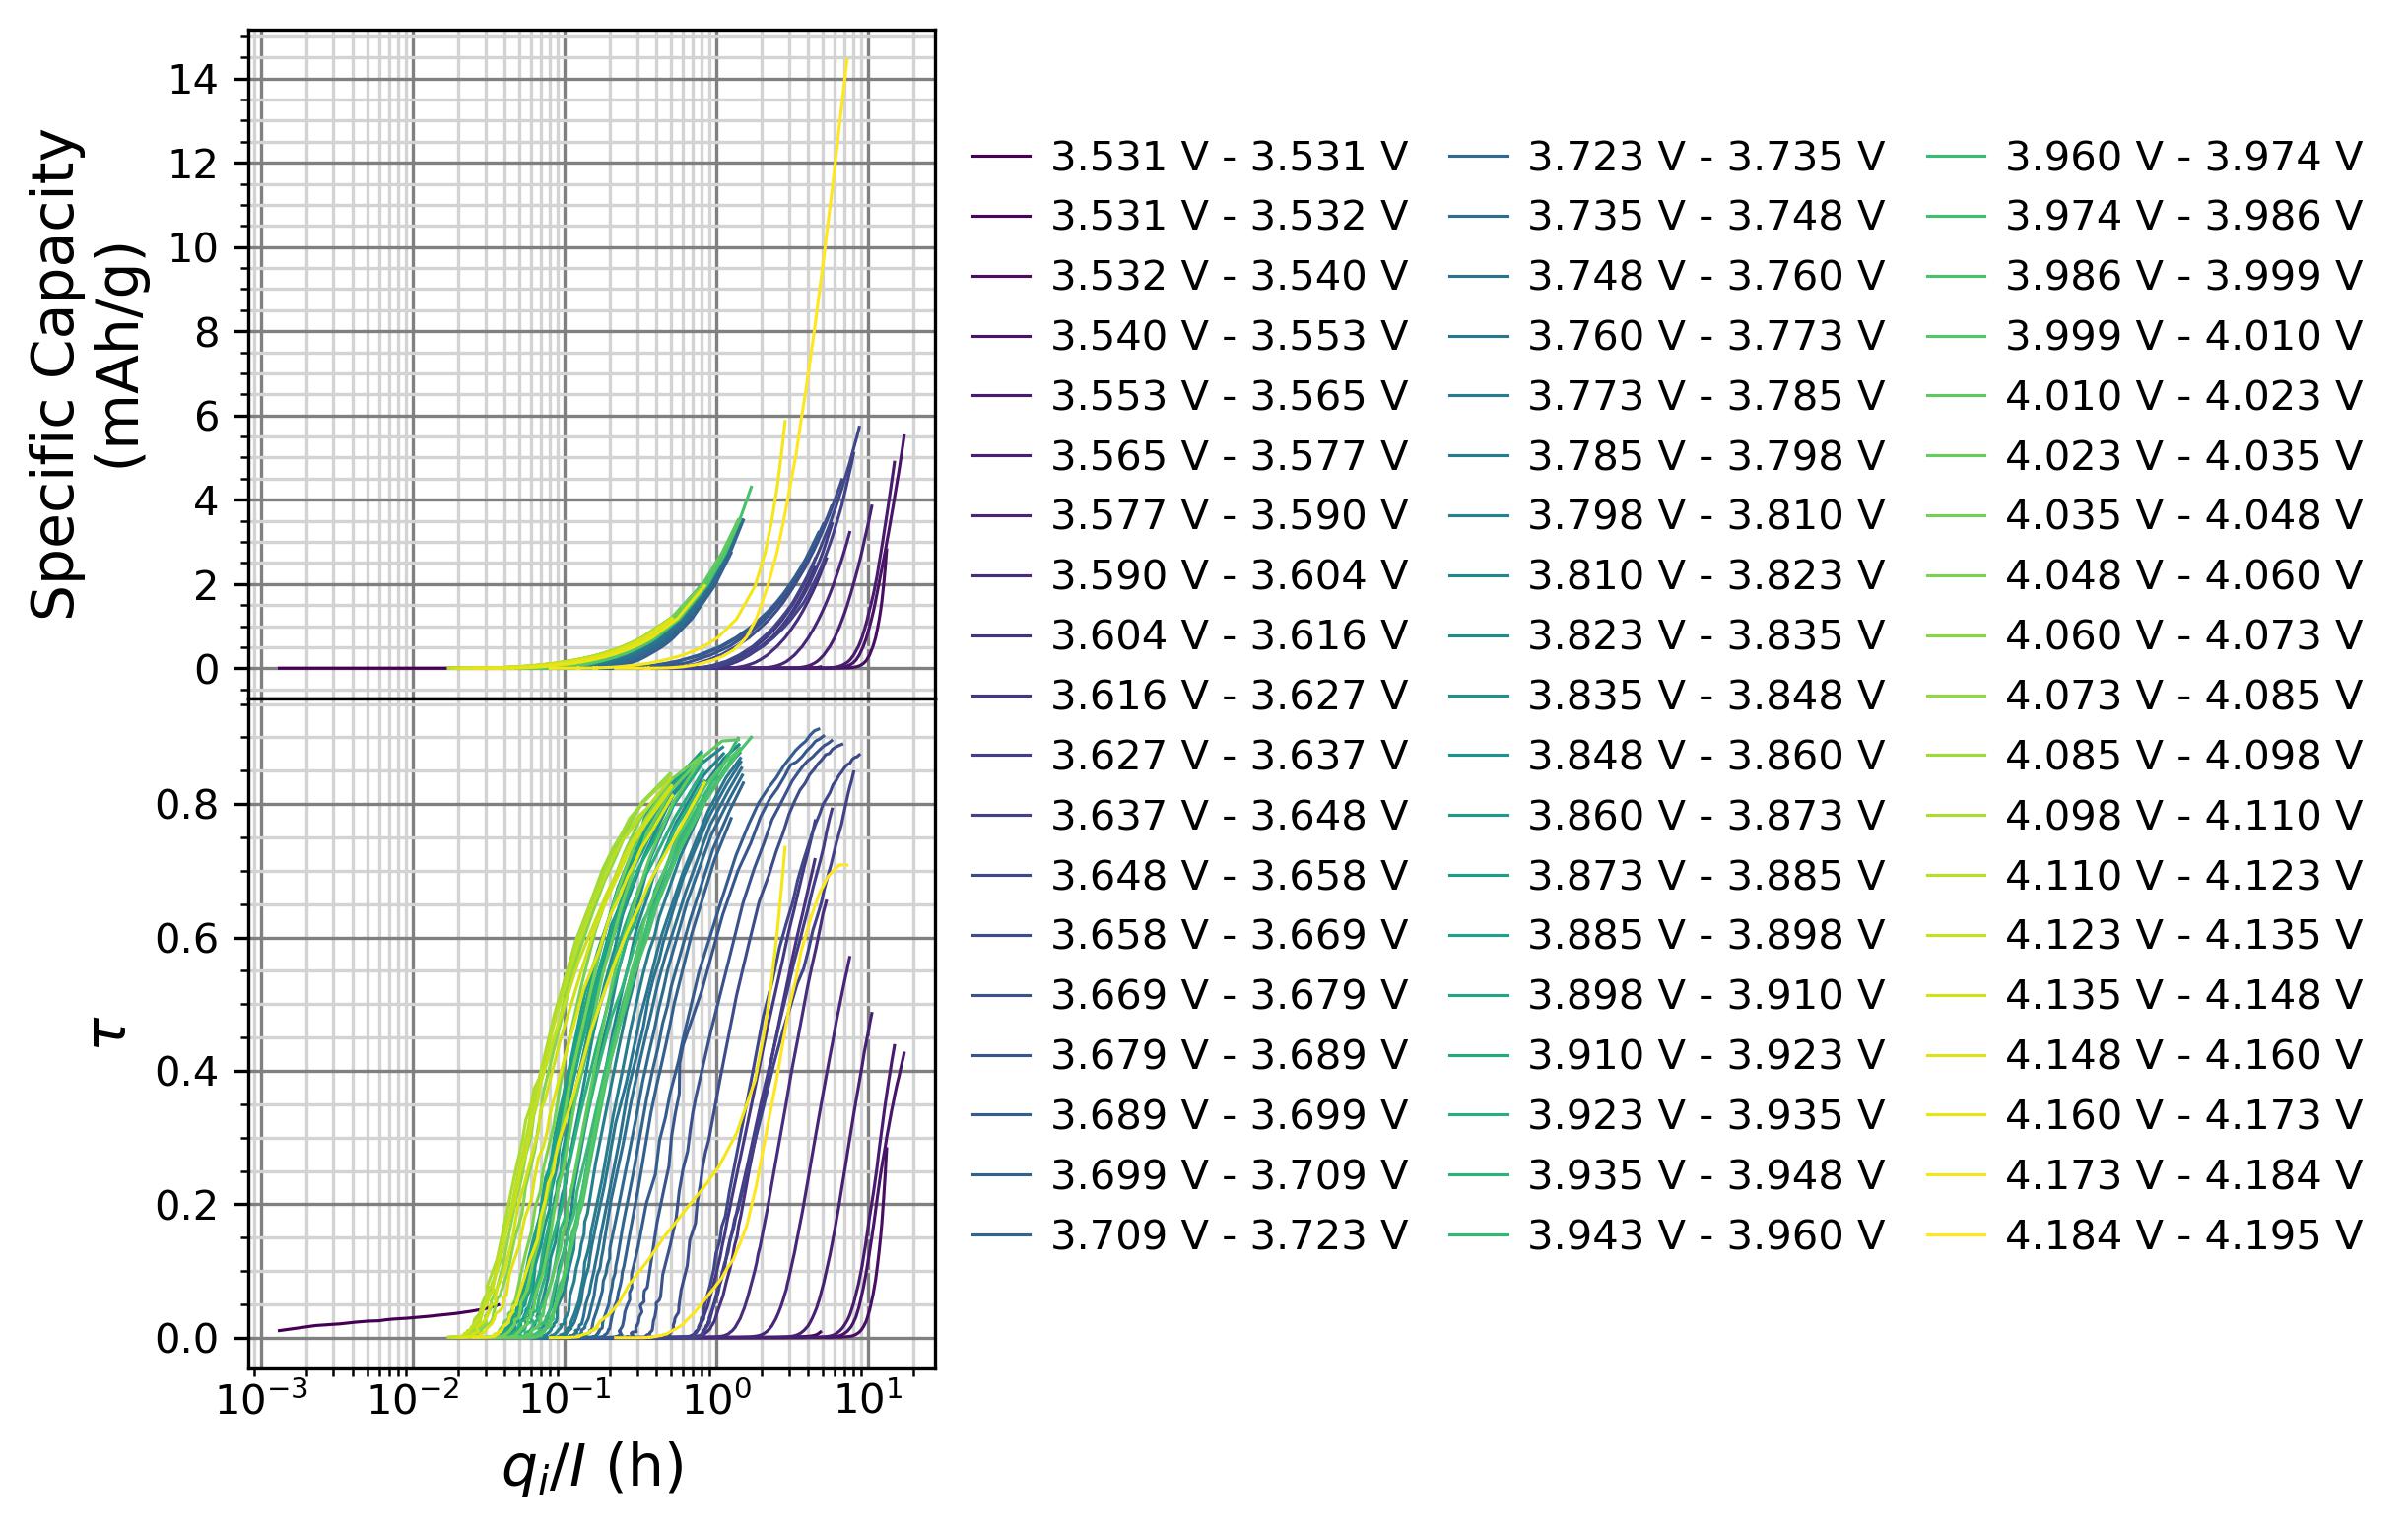 Specific Capacity
(mAh/g)
14
12
10
8
6
4
2
0
τ
0.8
0.6
0.4
0.2
0.0
10⁻³ 10⁻² 10⁻¹ 10⁰ 10¹
qᵢ/I (h)
3.531 V - 3.531 V
3.531 V - 3.532 V
3.532 V - 3.540 V
3.540 V - 3.553 V
3.553 V - 3.565 V
3.565 V - 3.577 V
3.577 V - 3.590 V
3.590 V - 3.604 V
3.604 V - 3.616 V
3.616 V - 3.627 V
3.627 V - 3.637 V
3.637 V - 3.648 V
3.648 V - 3.658 V
3.658 V - 3.669 V
3.669 V - 3.679 V
3.679 V - 3.689 V
3.689 V - 3.699 V
3.699 V - 3.709 V
3.709 V - 3.723 V
3.723 V - 3.735 V
3.735 V - 3.748 V
3.748 V - 3.760 V
3.760 V - 3.773 V
3.773 V - 3.785 V
3.785 V - 3.798 V
3.798 V - 3.810 V
3.810 V - 3.823 V
3.823 V - 3.835 V
3.835 V - 3.848 V
3.848 V - 3.860 V
3.860 V - 3.873 V
3.873 V - 3.885 V
3.885 V - 3.898 V
3.898 V - 3.910 V
3.910 V - 3.923 V
3.923 V - 3.935 V
3.935 V - 3.948 V
3.943 V - 3.960 V
3.960 V - 3.974 V
3.974 V - 3.986 V
3.986 V - 3.999 V
3.999 V - 4.010 V
4.010 V - 4.023 V
4.023 V - 4.035 V
4.035 V - 4.048 V
4.048 V - 4.060 V
4.060 V - 4.073 V
4.073 V - 4.085 V
4.085 V - 4.098 V
4.098 V - 4.110 V
4.110 V - 4.123 V
4.123 V - 4.135 V
4.135 V - 4.148 V
4.148 V - 4.160 V
4.160 V - 4.173 V
4.173 V - 4.184 V
4.184 V - 4.195 V